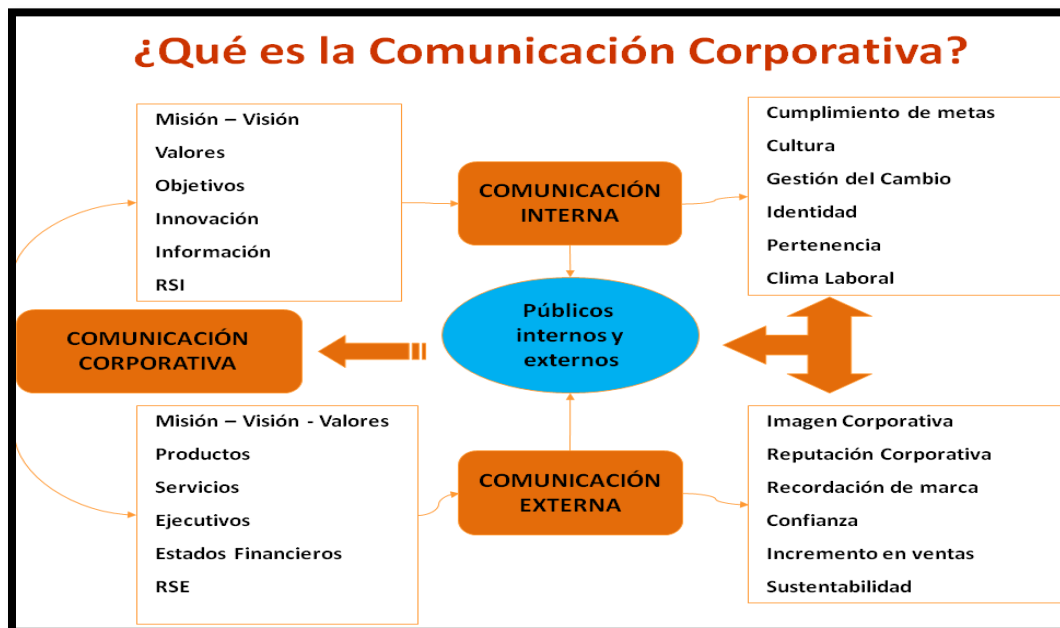 ¿Qué es la Comunicación Corporativa?
Misión – Visión
Valores
Objetivos
Innovación
Información
RSI
COMUNICACIÓN
INTERNA
Cumplimiento de metas
Cultura
Gestión del Cambio
Identidad
Pertenencia
Clima Laboral
COMUNICACIÓN
CORPORATIVA
Públicos
internos y
externos
Misión – Visión - Valores
Productos
Servicios
Ejecutivos
Estados Financieros
RSE
COMUNICACIÓN
EXTERNA
Imagen Corporativa
Reputación Corporativa
Recordación de marca
Confianza
Incremento en ventas
Sustentabilidad